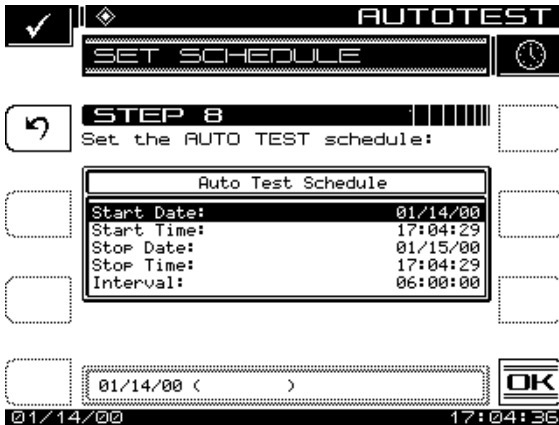 AUTOTEST
SET SCHEDULE
STEP 8
Set the AUTO TEST schedule:
Auto Test Schedule
Start Date: 01/14/00
Start Time: 17:04:29
Stop Date: 01/15/00
Stop Time: 17:04:29
Interval: 06:00:00
01/14/00 ( )
OK
01/14/00 17:04:36